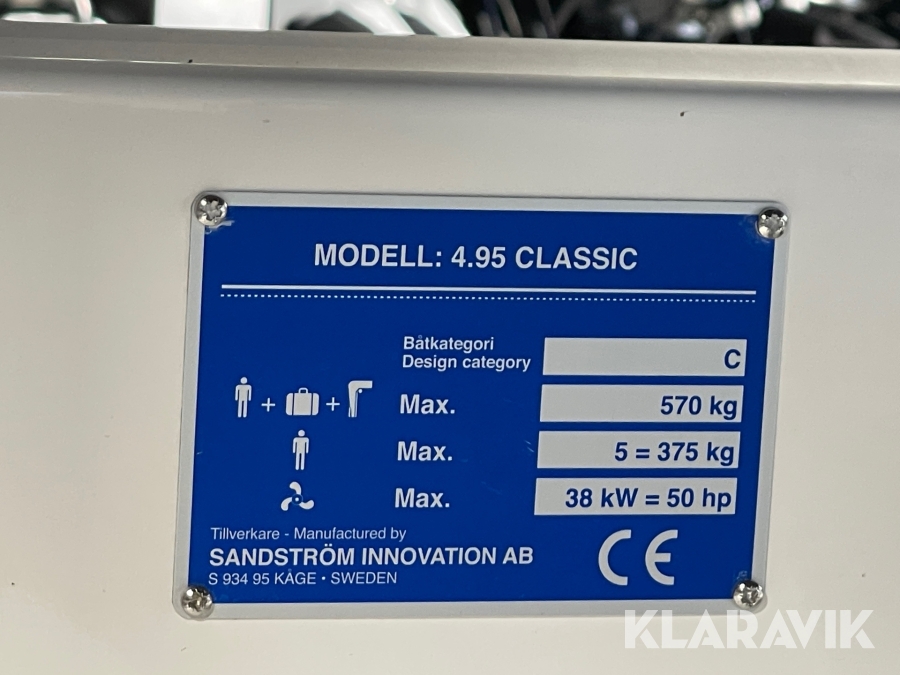 MODELL: 4.95 CLASSIC
Båtkategori
Design category
C
+ + Max. 570 kg
Max. 5 = 375 kg
Max. 38 kW = 50 hp
Tillverkare - Manufactured by
SANDSTRÖM INNOVATION AB
S 934 95 KÅGE • SWEDEN
CE
KLARAVIK